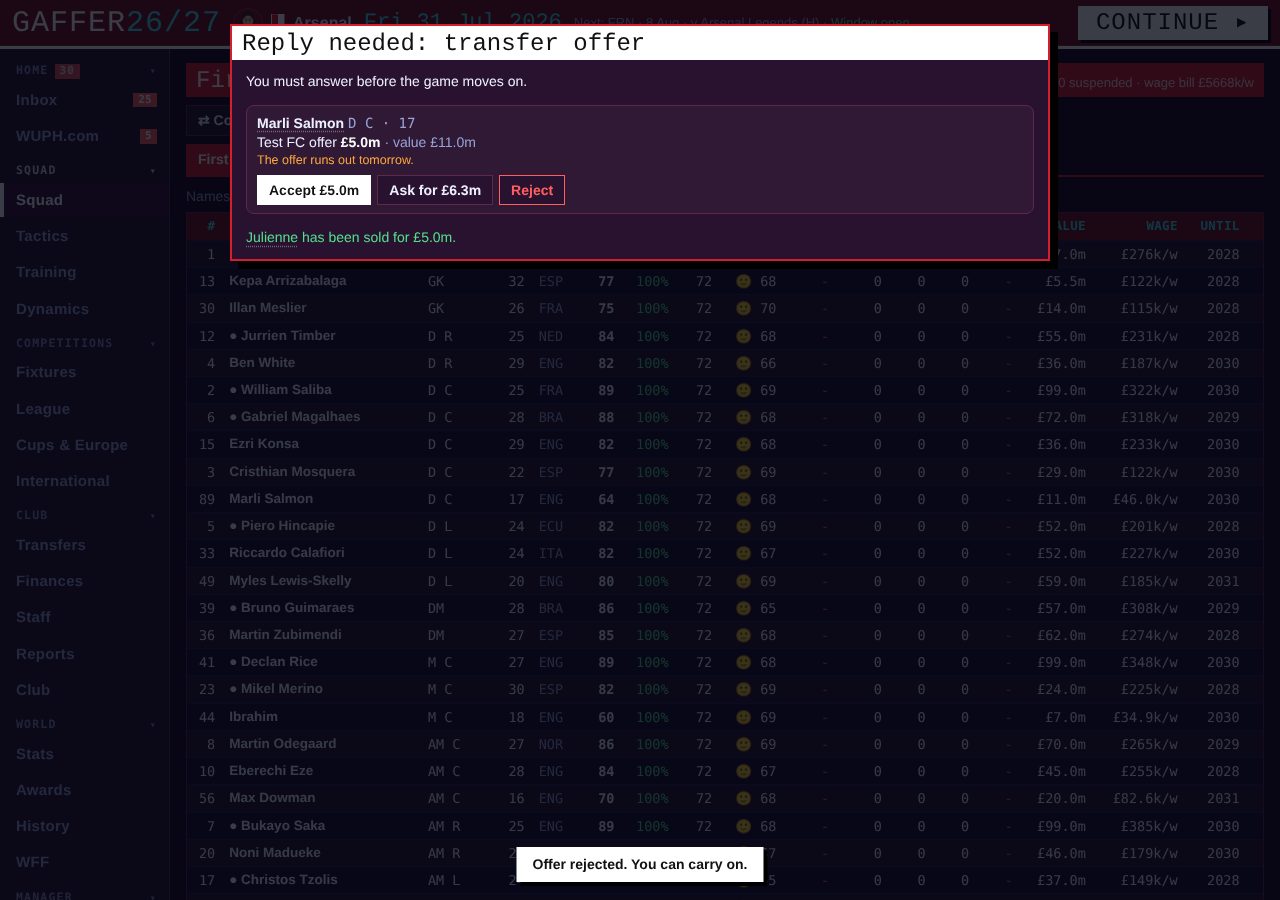 GAFFER26/27 Arsenal Fri 31 Jul 2026 Next: FRN · 8 Aug · v Arsenal Legends (H) · Window open CONTINUE ▸
Reply needed: transfer offer
You must answer before the game moves on.
Marli Salmon D C · 17
Test FC offer £5.0m · value £11.0m
The offer runs out tomorrow.
Accept £5.0m Ask for £6.3m Reject
Julienne has been sold for £5.0m.
HOME 30
Inbox 25
WUPH.com 5
SQUAD
Squad
Tactics
Training
Dynamics
COMPETITIONS
Fixtures
League
Cups & Europe
International
CLUB
Transfers
Finances
Staff
Reports
Club
WORLD
Stats
Awards
History
WFF
MANAGER
0 suspended · wage bill £5668k/w
First
Names
# WAGE UNTIL
1 £276k/w 2028
13 Kepa Arrizabalaga GK 32 ESP 77 100% 72 68 - 0 0 0 - £5.5m £122k/w 2028
30 Illan Meslier GK 26 FRA 75 100% 72 70 - 0 0 0 - £14.0m £115k/w 2028
12 ● Jurrien Timber D R 25 NED 84 100% 72 68 - 0 0 0 - £55.0m £231k/w 2028
4 Ben White D R 29 ENG 82 100% 72 66 - 0 0 0 - £36.0m £187k/w 2030
2 ● William Saliba D C 25 FRA 89 100% 72 69 - 0 0 0 - £99.0m £322k/w 2030
6 ● Gabriel Magalhaes D C 28 BRA 88 100% 72 68 - 0 0 0 - £72.0m £318k/w 2029
15 Ezri Konsa D C 29 ENG 82 100% 72 68 - 0 0 0 - £36.0m £233k/w 2030
3 Cristhian Mosquera D C 22 ESP 77 100% 72 69 - 0 0 0 - £29.0m £122k/w 2030
89 Marli Salmon D C 17 ENG 64 100% 72 68 - 0 0 0 - £11.0m £46.0k/w 2030
5 ● Piero Hincapie D L 24 ECU 82 100% 72 69 - 0 0 0 - £52.0m £201k/w 2028
33 Riccardo Calafiori D L 24 ITA 82 100% 72 67 - 0 0 0 - £52.0m £227k/w 2030
49 Myles Lewis-Skelly D L 20 ENG 80 100% 72 69 - 0 0 0 - £59.0m £185k/w 2031
39 ● Bruno Guimaraes DM 28 BRA 86 100% 72 65 - 0 0 0 - £57.0m £308k/w 2029
36 Martin Zubimendi DM 27 ESP 85 100% 72 68 - 0 0 0 - £62.0m £274k/w 2028
41 ● Declan Rice M C 27 ENG 89 100% 72 68 - 0 0 0 - £99.0m £348k/w 2030
23 ● Mikel Merino M C 30 ESP 82 100% 72 69 - 0 0 0 - £24.0m £225k/w 2028
44 Ibrahim M C 18 ENG 60 100% 72 69 - 0 0 0 - £7.0m £34.9k/w 2030
8 Martin Odegaard AM C 27 NOR 86 100% 72 69 - 0 0 0 - £70.0m £265k/w 2029
10 Eberechi Eze AM C 28 ENG 84 100% 72 67 - 0 0 0 - £45.0m £255k/w 2028
56 Max Dowman AM C 16 ENG 70 100% 72 68 - 0 0 0 - £20.0m £82.6k/w 2031
7 ● Bukayo Saka AM R 25 ENG 89 100% 72 68 - 0 0 0 - £99.0m £385k/w 2030
20 Noni Madueke AM R - 0 0 0 - £46.0m £179k/w 2030
17 ● Christos Tzolis AM L - 0 0 0 - £37.0m £149k/w 2028
Offer rejected. You can carry on.